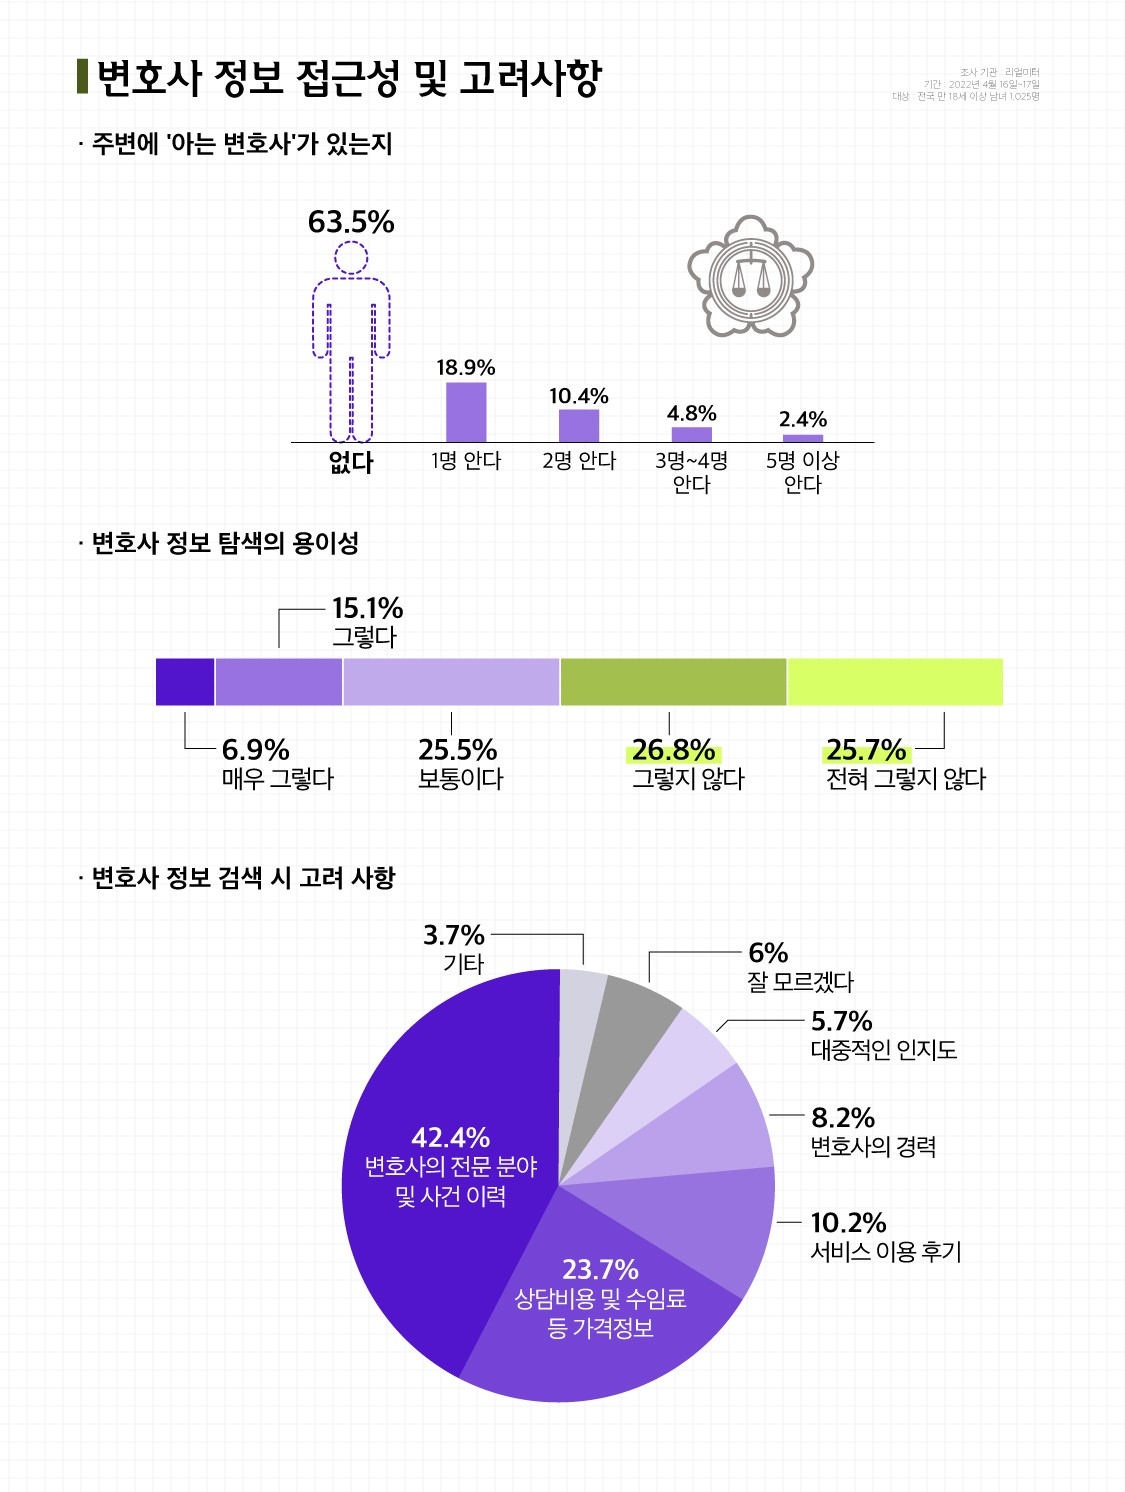 변호사 정보 접근성 및 고려사항
조사 기관 : 리얼미터
기간 : 2022년 4월 16일~17일
대상 : 전국 만 18세 이상 남녀 1,025명
· 주변에 '아는 변호사'가 있는지
63.5%
18.9%
10.4%
4.8%
2.4%
없다
1명 안다
2명 안다
3명~4명
안다
5명 이상
안다
· 변호사 정보 탐색의 용이성
15.1%
그렇다
6.9%
매우 그렇다
25.5%
보통이다
26.8%
그렇지 않다
25.7%
전혀 그렇지 않다
· 변호사 정보 검색 시 고려 사항
3.7%
기타
6%
잘 모르겠다
5.7%
대중적인 인지도
8.2%
변호사의 경력
10.2%
서비스 이용 후기
42.4%
변호사의 전문 분야
및 사건 이력
23.7%
상담비용 및 수임료
등 가격정보